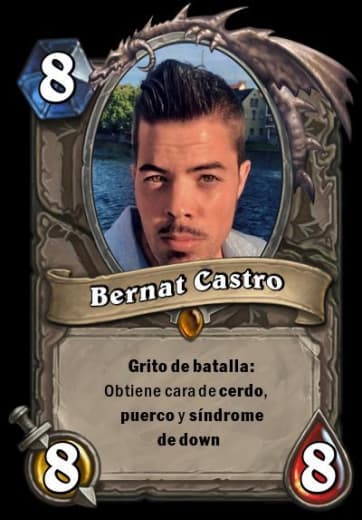 8
Bernat Castro
Grito de batalla:
Obtiene cara de cerdo,
puerco y síndrome
de down
8
8